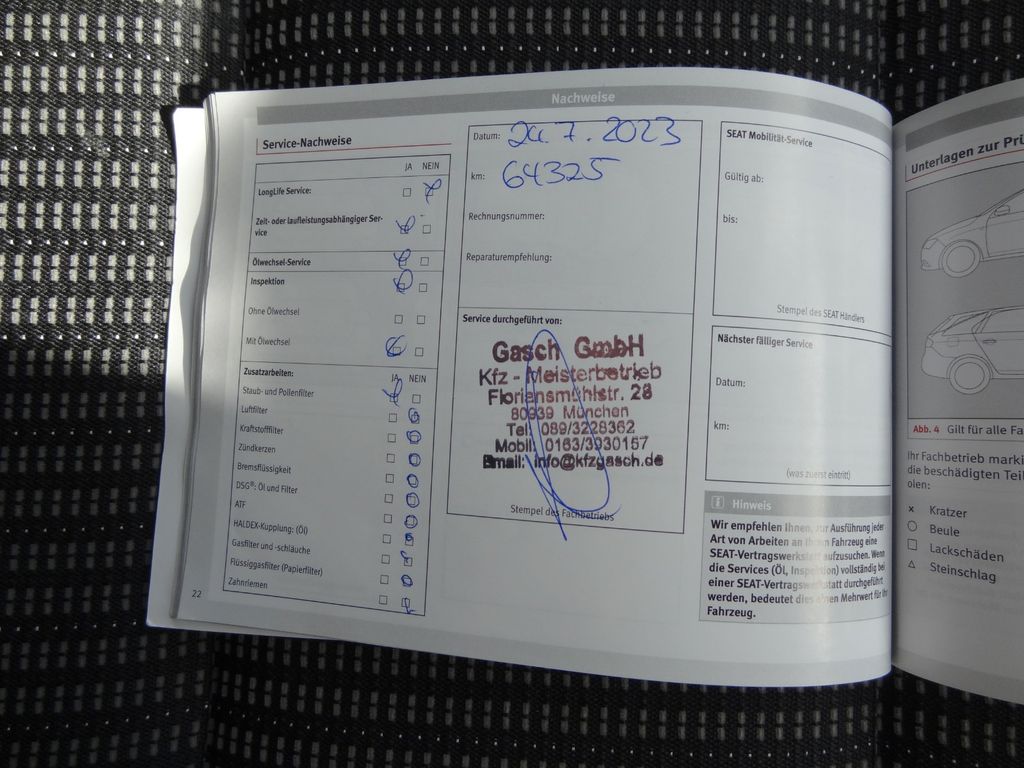 Nachweise
Service-Nachweise
JA NEIN
LongLife Service:
Zeit- oder laufleistungsabhängiger Ser-
vice
Ölwechsel-Service
Inspektion
Ohne Ölwechsel
Mit Ölwechsel
Zusatzarbeiten: JA NEIN
Staub- und Pollenfilter
Luftfilter
Kraftstofffilter
Zündkerzen
Bremsflüssigkeit
DSG®: Öl und Filter
ATF
HALDEX-Kupplung: (Öl)
Gasfilter und -schläuche
Flüssiggasfilter (Papierfilter)
Zahnriemen
22
Datum: 7.2023
km: 64325
Rechnungsnummer:
Reparaturempfehlung:
Service durchgeführt von:
Gasch GmbH
Kfz - Meisterbetrieb
Floriansmühlstr. 28
80939 München
Tel: 089/3228362
Mobil: 0163/3930157
Email: info@kfzgasch.de
Stempel des Fachbetriebs
SEAT Mobilität-Service
Gültig ab:
bis:
Stempel des SEAT Händlers
Nächster fälliger Service
Datum:
km:
(was zuerst eintritt)
Hinweis
Wir empfehlen Ihnen, zur Ausführung jeder
Art von Arbeiten an Ihrem Fahrzeug eine
SEAT-Vertragswerkstatt aufzusuchen. Wenn
die Services (Öl, Inspektion) vollständig bei
einer SEAT-Vertragswerkstatt durchgeführt
werden, bedeutet dies einen Mehrwert für Ihr
Fahrzeug.
Unterlagen zur
Abb. 4 Gilt für alle
Ihr Fachbetrieb
die beschädigten
olen:
× Kratzer
○ Beule
□ Lackschäden
△ Steinschlag